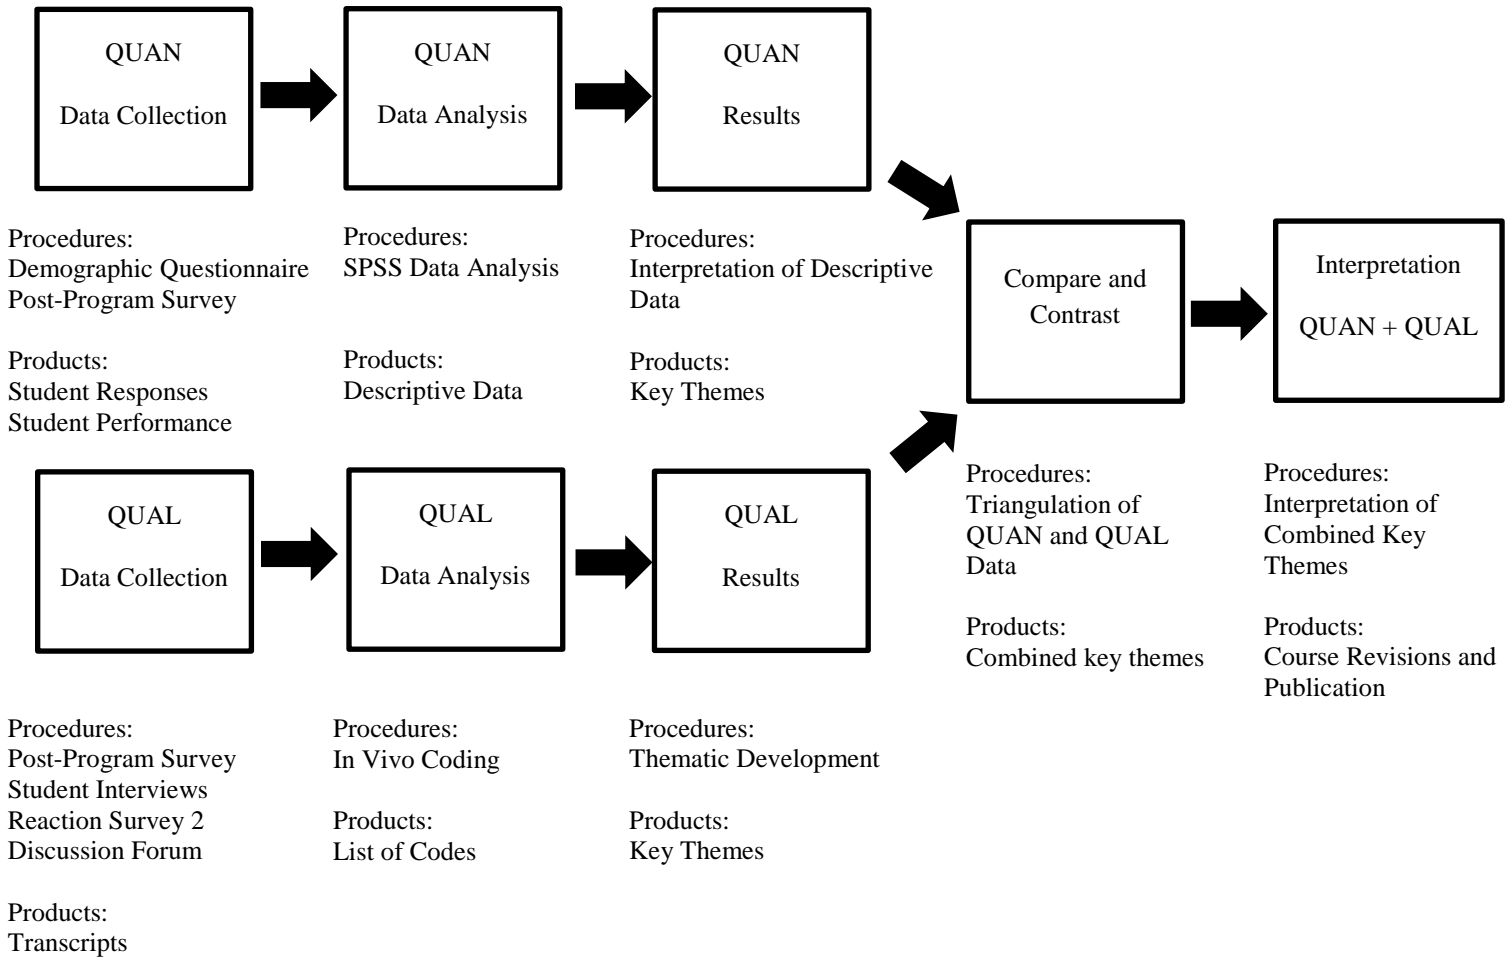 QUAN
Data Collection
QUAN
Data Analysis
QUAN
Results
Procedures:
Demographic Questionnaire
Post-Program Survey
Products:
Student Responses
Student Performance
Procedures:
SPSS Data Analysis
Products:
Descriptive Data
Procedures:
Interpretation of Descriptive
Data
Products:
Key Themes
QUAL
Data Collection
QUAL
Data Analysis
QUAL
Results
Procedures:
Post-Program Survey
Student Interviews
Reaction Survey 2
Discussion Forum
Products:
Transcripts
Procedures:
In Vivo Coding
Products:
List of Codes
Procedures:
Thematic Development
Products:
Key Themes
Compare and
Contrast
Procedures:
Triangulation of
QUAN and QUAL
Data
Products:
Combined key themes
Interpretation
QUAN + QUAL
Procedures:
Interpretation of
Combined Key
Themes
Products:
Course Revisions and
Publication